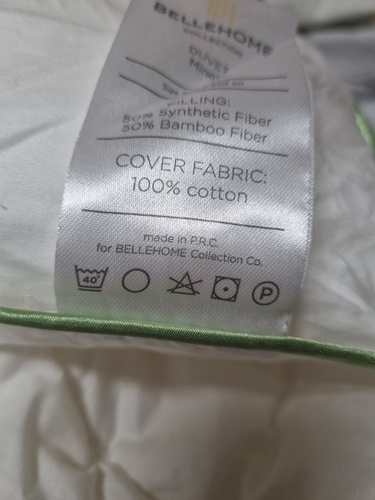 BELLEHOME
COLLECTION
DUVET
FILLING:
50% Synthetic Fiber
50% Bamboo Fiber
COVER FABRIC:
100% cotton
made in P.R.C.
for BELLEHOME Collection Co.
40°
P